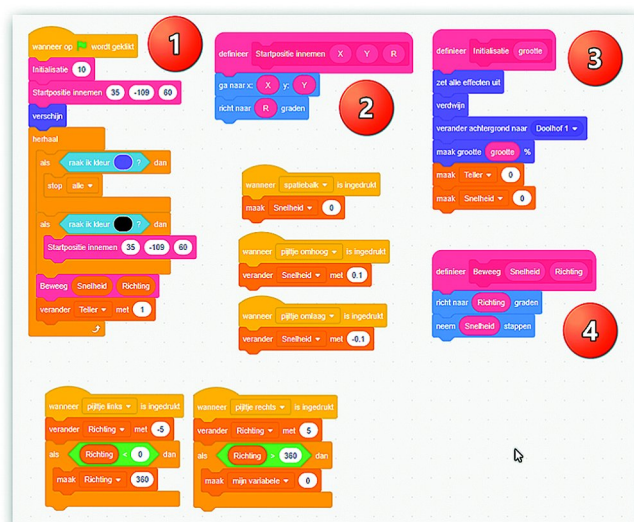 wanneer op wordt geklikt
Initialisatie 10
Startpositie innemen 35 -109 60
verschijn
herhaal
als raak ik kleur ? dan
stop alle
als raak ik kleur ? dan
Startpositie innemen 35 -109 60
Beweeg Snelheid Richting
verander Teller met 1
1
definieer Startpositie innemen X Y R
ga naar x: X y: Y
richt naar R graden
2
wanneer spatiebalk is ingedrukt
maak Snelheid 0
wanneer pijltje omhoog is ingedrukt
verander Snelheid met 0.1
wanneer pijltje omlaag is ingedrukt
verander Snelheid met -0.1
definieer Initialisatie grootte
zet alle effecten uit
verdwijn
verander achtergrond naar Doolhof 1
maak grootte grootte %
maak Teller 0
maak Snelheid 0
3
definieer Beweeg Snelheid Richting
richt naar Richting graden
neem Snelheid stappen
4
wanneer pijltje links is ingedrukt
verander Richting met -5
als Richting < 0 dan
maak Richting 360
wanneer pijltje rechts is ingedrukt
verander Richting met 5
als Richting > 360 dan
maak mijn variabele 0